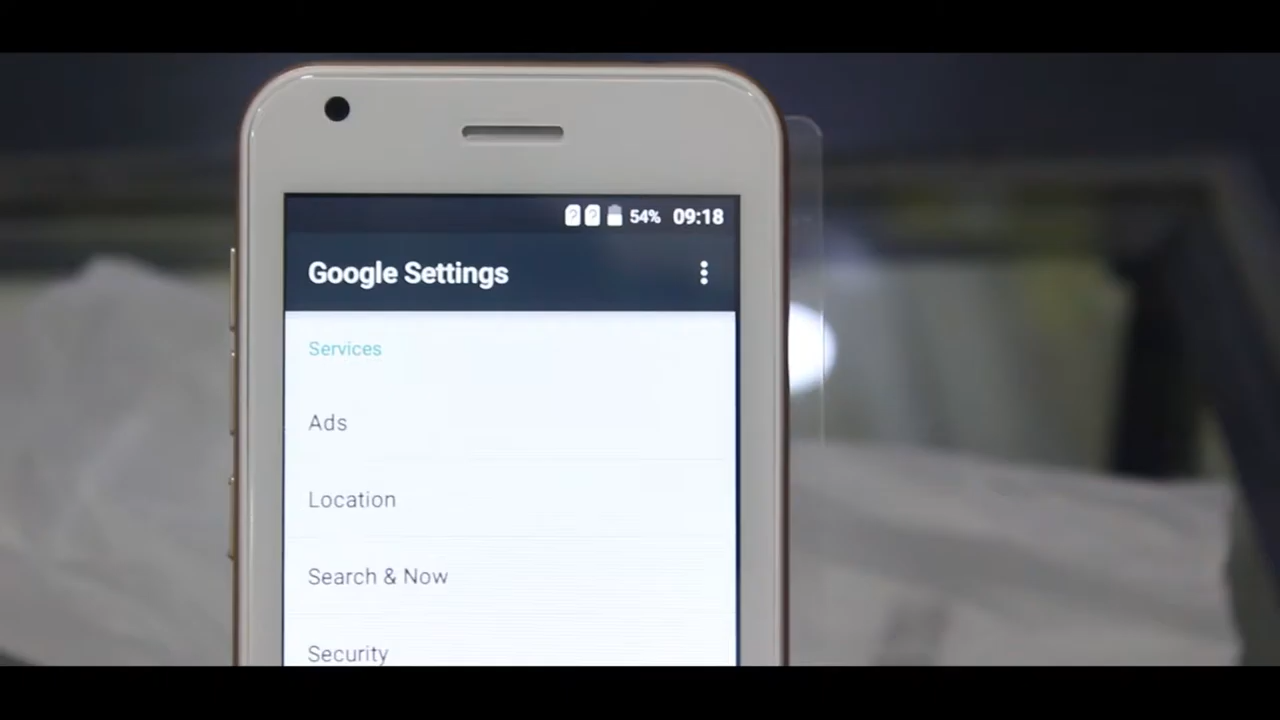 54% 09:18
Google Settings
Services
Ads
Location
Search & Now
Security